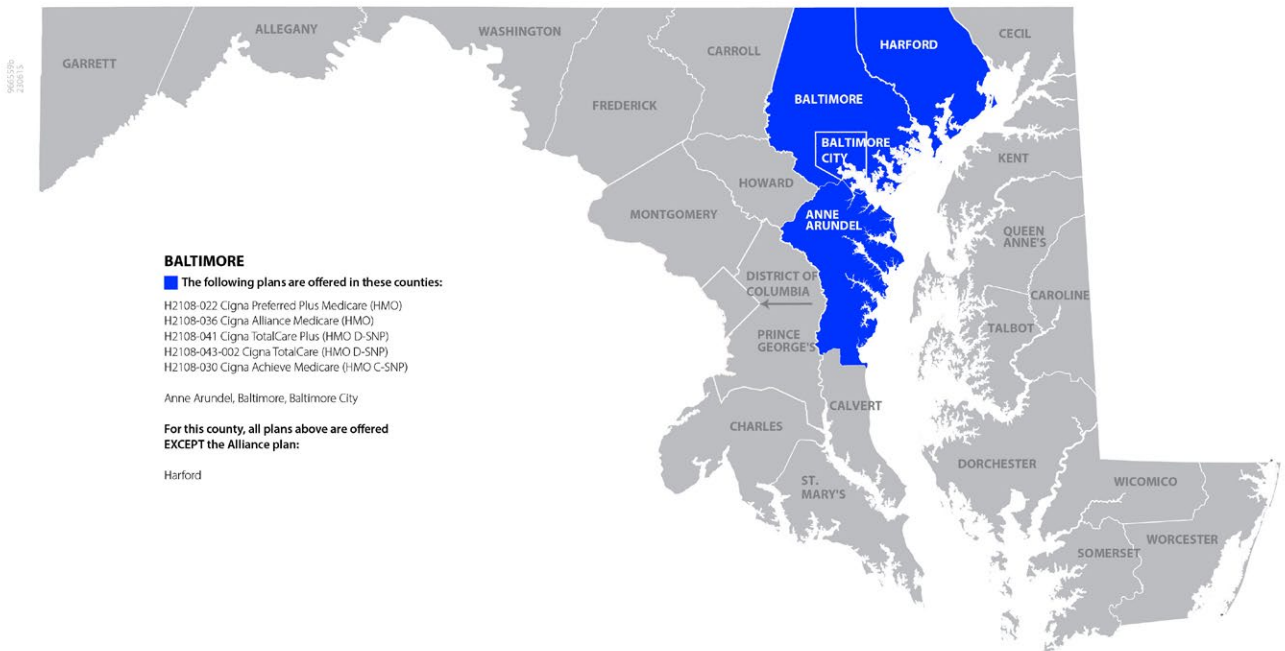 966559b
230615
GARRETT
ALLEGANY
WASHINGTON
FREDERICK
CARROLL
BALTIMORE
HARFORD
CECIL
BALTIMORE
CITY
KENT
HOWARD
MONTGOMERY
ANNE
ARUNDEL
QUEEN
ANNE'S
DISTRICT OF
COLUMBIA
CAROLINE
TALBOT
PRINCE
GEORGE'S
CALVERT
CHARLES
ST.
MARY'S
DORCHESTER
WICOMICO
SOMERSET
WORCESTER
BALTIMORE
The following plans are offered in these counties:
H2108-022 Cigna Preferred Plus Medicare (HMO)
H2108-036 Cigna Alliance Medicare (HMO)
H2108-041 Cigna TotalCare Plus (HMO D-SNP)
H2108-043-002 Cigna TotalCare (HMO D-SNP)
H2108-030 Cigna Achieve Medicare (HMO C-SNP)
Anne Arundel, Baltimore, Baltimore City
For this county, all plans above are offered
EXCEPT the Alliance plan:
Harford